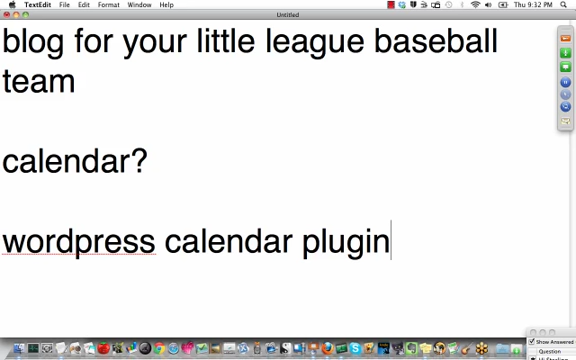 TextEdit File Edit Format Window Help Thu 9:32 PM
Untitled
blog for your little league baseball
team
calendar?
wordpress calendar plugin
Show Answered
Question